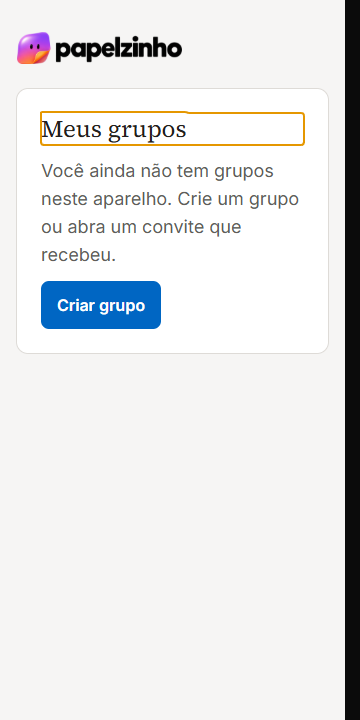 papelzinho
Meus grupos
Você ainda não tem grupos
neste aparelho. Crie um grupo
ou abra um convite que
recebeu.
Criar grupo